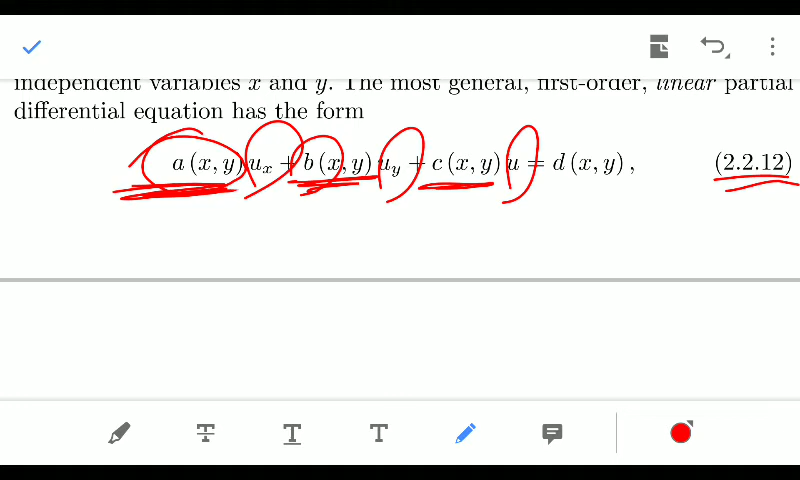 independent variables x and y. The most general, first-order, linear partial
differential equation has the form
a (x, y) uₓ + b (x, y) u_y + c (x, y) u = d (x, y) , (2.2.12)
T T T